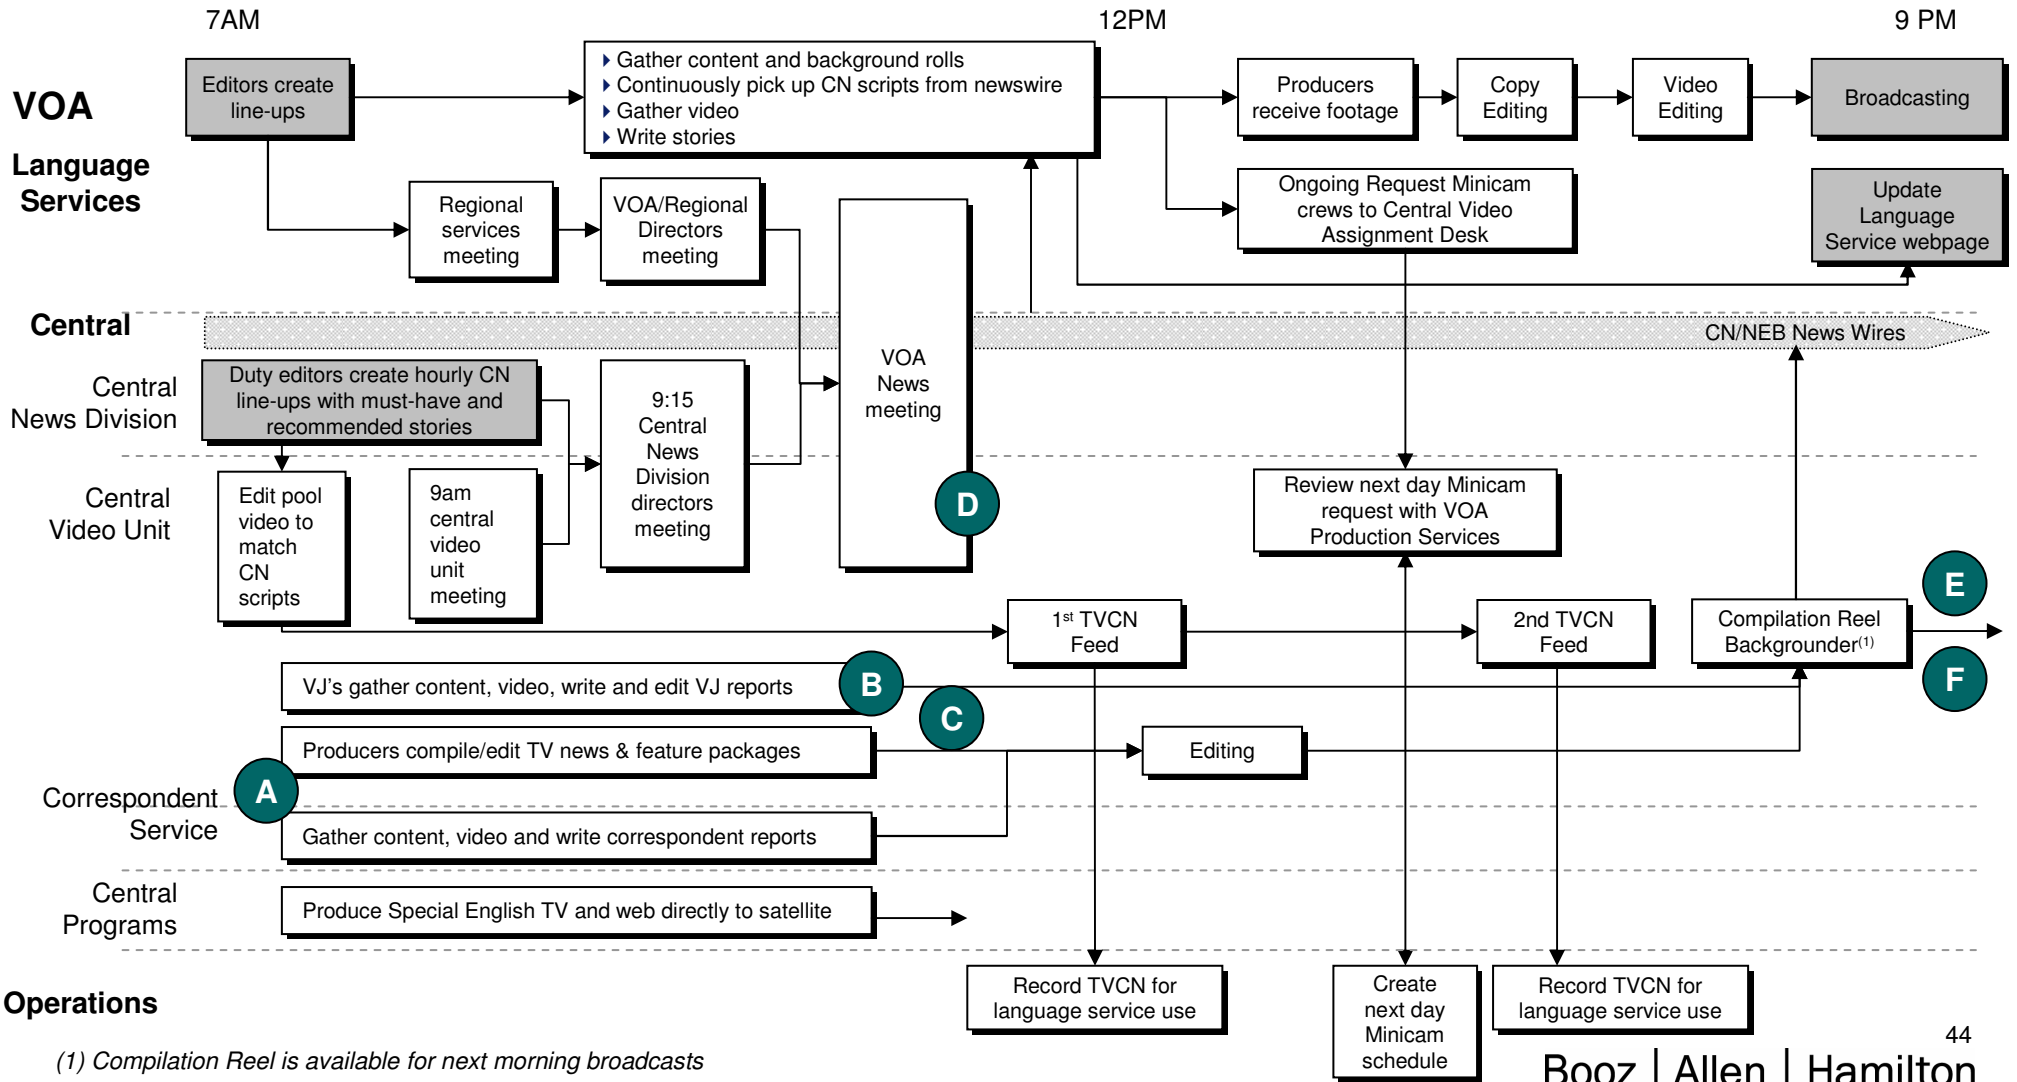 7AM
12PM
9 PM
VOA
Language
Services
Editors create
line-ups
Gather content and background rolls
Continuously pick up CN scripts from newswire
Gather video
Write stories
Producers
receive footage
Copy
Editing
Video
Editing
Broadcasting
Regional
services
meeting
VOA/Regional
Directors
meeting
Ongoing Request Minicam
crews to Central Video
Assignment Desk
Update
Language
Service webpage
Central
CN/NEB News Wires
Central
News Division
Duty editors create hourly CN
line-ups with must-have and
recommended stories
9:15
Central
News
Division
directors
meeting
VOA
News
meeting
D
Central
Video Unit
Edit pool
video to
match
CN
scripts
9am
central
video
unit
meeting
Review next day Minicam
request with VOA
Production Services
1st TVCN
Feed
2nd TVCN
Feed
Compilation Reel
Backgrounder(1)
E
F
VJ's gather content, video, write and edit VJ reports
B
C
Producers compile/edit TV news & feature packages
Editing
A
Correspondent
Service
Gather content, video and write correspondent reports
Central
Programs
Produce Special English TV and web directly to satellite
Operations
Record TVCN for
language service use
Create
next day
Minicam
schedule
Record TVCN for
language service use
(1) Compilation Reel is available for next morning broadcasts
44
Booz | Allen | Hamilton